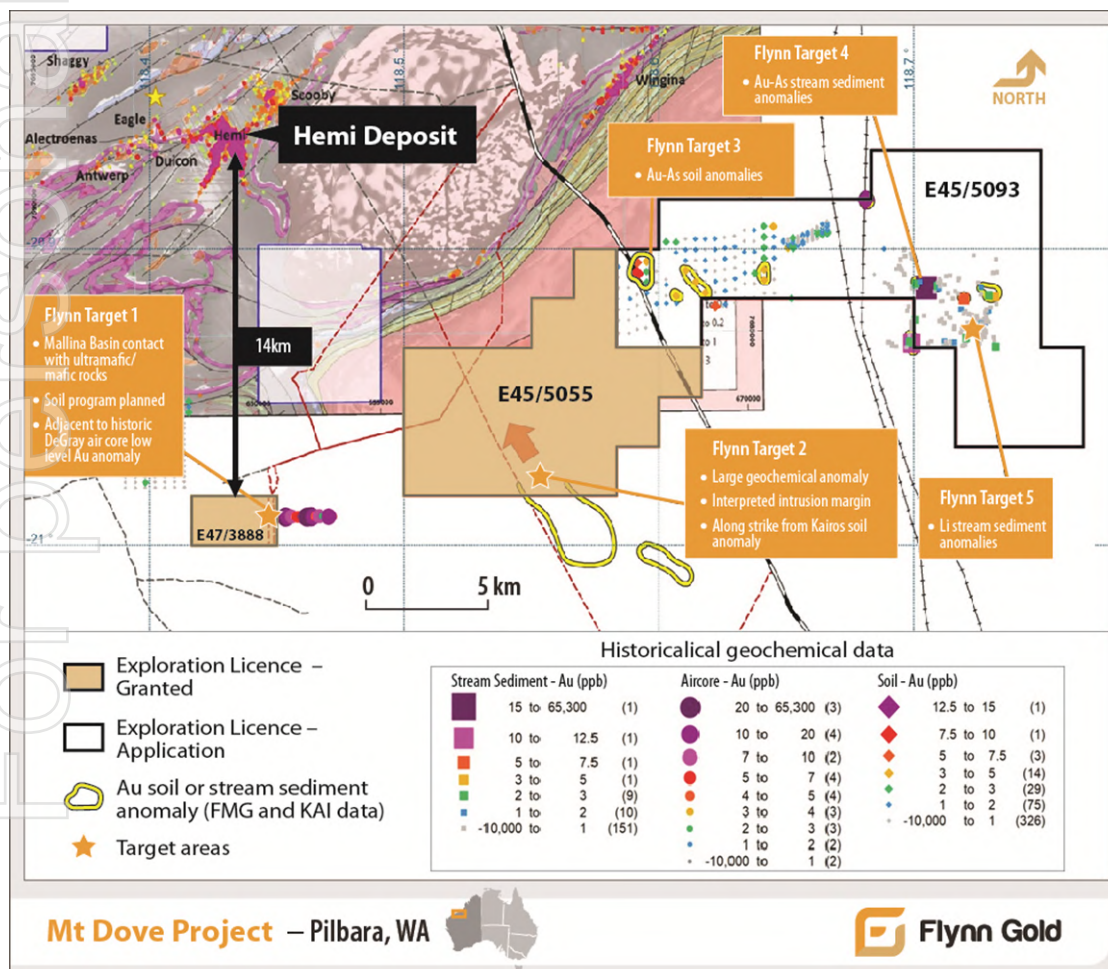 For personal
Shaggy
118.4
118.5
118.6
118.7°
Scooby
Eagle
Alectroenas
Hemi
Duicon
Antwerp
Wingina
Hemi Deposit
Flynn Target 4
• Au-As stream sediment
anomalies
NORTH
Flynn Target 3
• Au-As soil anomalies
E45/5093
Flynn Target 1
• Mallina Basin contact
with ultramafic/
mafic rocks
• Soil program planned
• Adjacent to historic
DeGray air core low
level Au anomaly
14km
E45/5055
670000
Flynn Target 2
• Large geochemical anomaly
• Interpreted intrusion margin
• Along strike from Kairos soil
anomaly
Flynn Target 5
• Li stream sediment
anomalies
E47/3888
-21°
0 5 km
Exploration Licence –
Granted
Exploration Licence –
Application
Au soil or stream sediment
anomaly (FMG and KAI data)
Target areas
Historicalical geochemical data
Stream Sediment - Au (ppb)
15 to 65,300 (1)
10 to 12.5 (1)
5 to 7.5 (1)
3 to 5 (1)
2 to 3 (9)
1 to 2 (10)
-10,000 to 1 (151)
Aircore - Au (ppb)
20 to 65,300 (3)
10 to 20 (4)
7 to 10 (2)
5 to 7 (4)
4 to 5 (4)
3 to 4 (3)
2 to 3 (3)
1 to 2 (2)
-10,000 to 1 (2)
Soil - Au (ppb)
12.5 to 15 (1)
7.5 to 10 (1)
5 to 7.5 (3)
3 to 5 (14)
2 to 3 (29)
1 to 2 (75)
-10,000 to 1 (326)
Mt Dove Project – Pilbara, WA
Flynn Gold